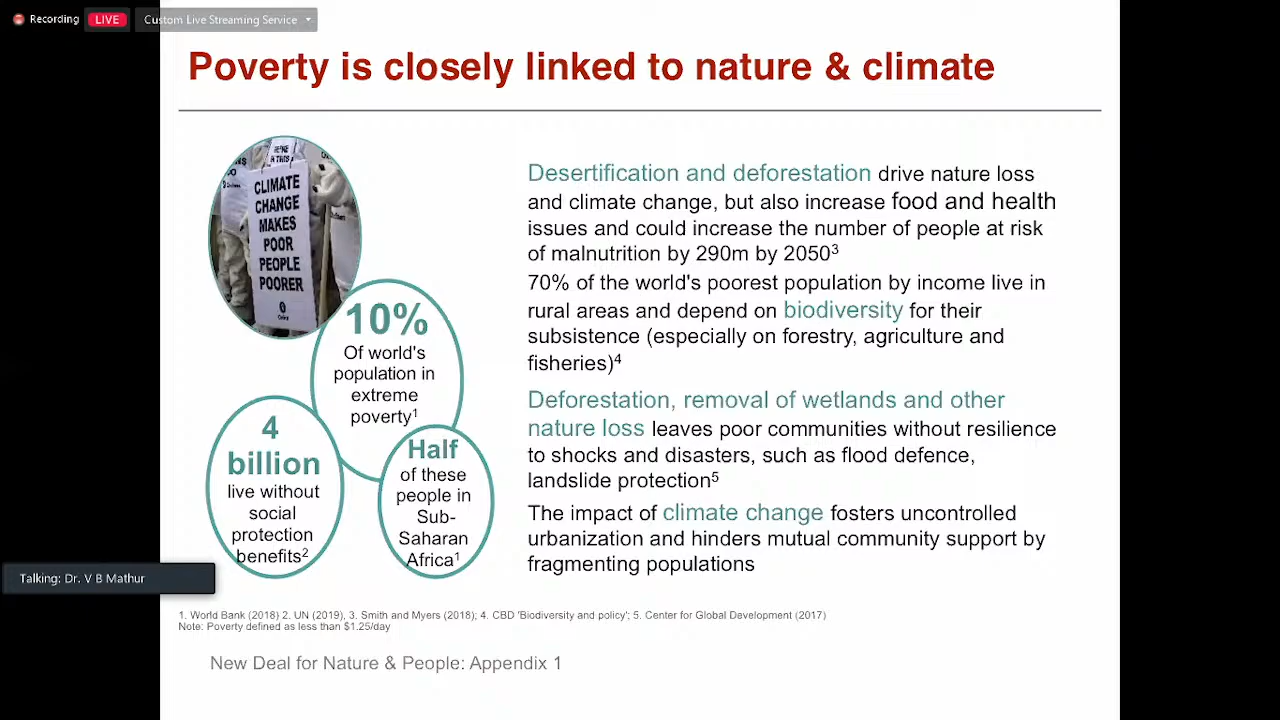 Recording
LIVE
Custom Live Streaming Service
Poverty is closely linked to nature & climate
CLIMATE
CHANGE
MAKES
POOR
PEOPLE
POORER
10%
Of world's
population in
extreme
poverty¹
4
billion
live without
social
protection
benefits²
Half
of these
people in
Sub-
Saharan
Africa¹
Desertification and deforestation drive nature loss
and climate change, but also increase food and health
issues and could increase the number of people at risk
of malnutrition by 290m by 2050³
70% of the world's poorest population by income live in
rural areas and depend on biodiversity for their
subsistence (especially on forestry, agriculture and
fisheries)⁴
Deforestation, removal of wetlands and other
nature loss leaves poor communities without resilience
to shocks and disasters, such as flood defence,
landslide protection⁵
The impact of climate change fosters uncontrolled
urbanization and hinders mutual community support by
fragmenting populations
Talking: Dr. V B Mathur
1. World Bank (2018) 2. UN (2019), 3. Smith and Myers (2018); 4. CBD 'Biodiversity and policy'; 5. Center for Global Development (2017)
Note: Poverty defined as less than $1.25/day
New Deal for Nature & People: Appendix 1